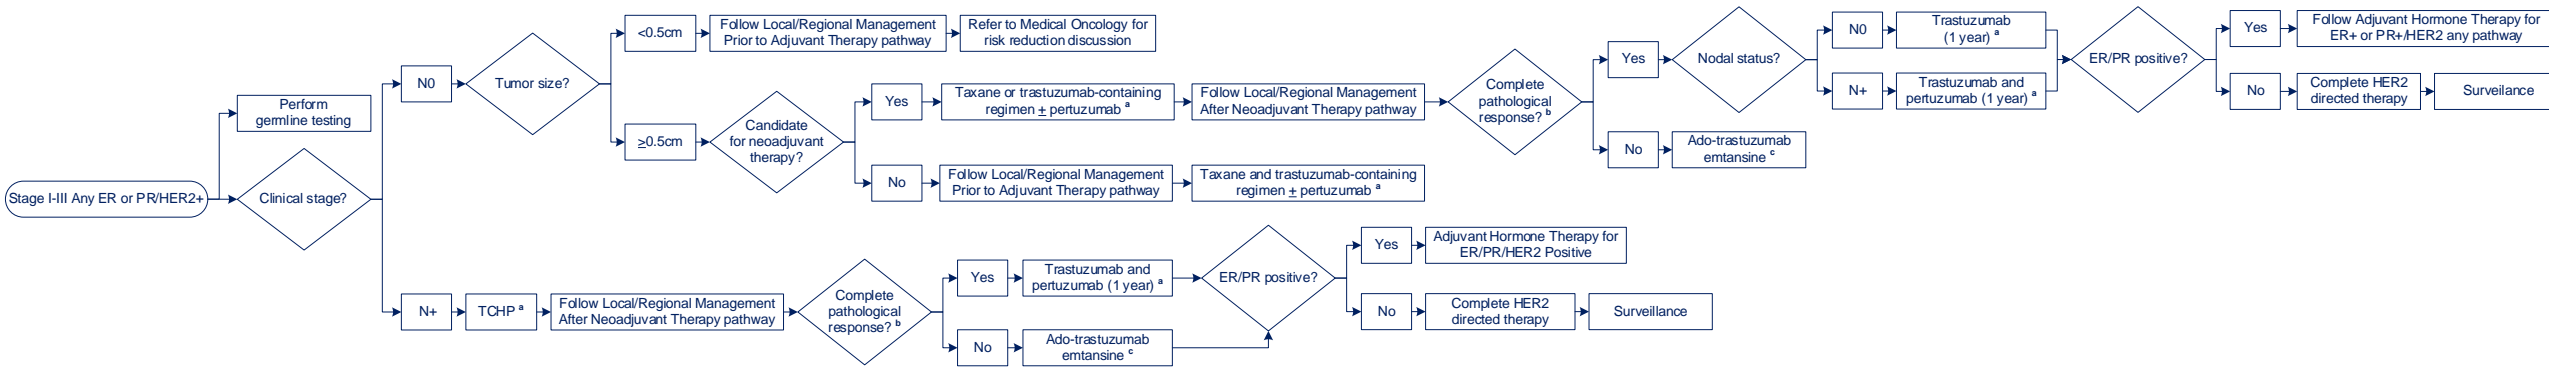 Stage I-III Any ER or PR/HER2+
Perform
germline testing
Clinical stage?
N0
Tumor size?
<0.5cm
Follow Local/Regional Management
Prior to Adjuvant Therapy pathway
Refer to Medical Oncology for
risk reduction discussion
≥0.5cm
Candidate
for neoadjuvant
therapy?
Yes
Taxane or trastuzumab-containing
regimen ± pertuzumab a
Follow Local/Regional Management
After Neoadjuvant Therapy pathway
Complete
pathological
response? b
Yes
Nodal status?
N0
Trastuzumab
(1 year) a
N+
Trastuzumab and
pertuzumab (1 year) a
ER/PR positive?
Yes
Follow Adjuvant Hormone Therapy for
ER+ or PR+/HER2 any pathway
No
Complete HER2
directed therapy
Surveilance
No
Ado-trastuzumab
emtansine c
No
Follow Local/Regional Management
Prior to Adjuvant Therapy pathway
Taxane and trastuzumab-containing
regimen ± pertuzumab a
N+
TCHP a
Follow Local/Regional Management
After Neoadjuvant Therapy pathway
Complete
pathological
response? b
Yes
Trastuzumab and
pertuzumab (1 year) a
No
Ado-trastuzumab
emtansine c
ER/PR positive?
Yes
Adjuvant Hormone Therapy for
ER/PR/HER2 Positive
No
Complete HER2
directed therapy
Surveillance